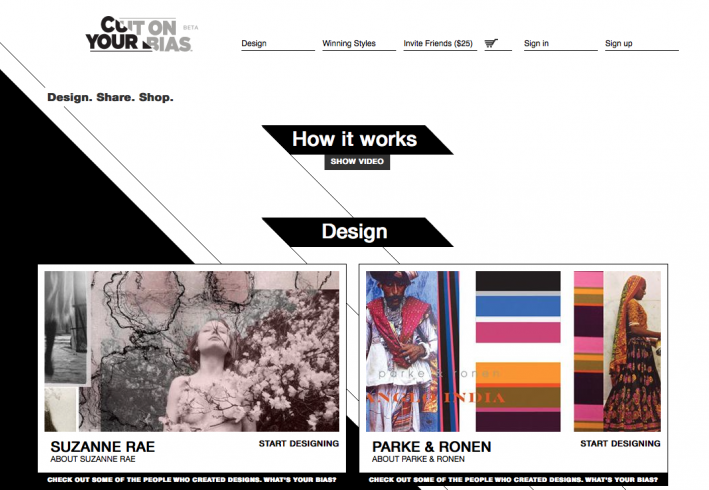 CUT ON
BETA
YOUR BIAS
Design
Winning Styles
Invite Friends ($25)
Sign in
Sign up
Design. Share. Shop.
How it works
SHOW VIDEO
Design
parke & ronen
ANGLO INDIA
SUZANNE RAE
START DESIGNING
ABOUT SUZANNE RAE
CHECK OUT SOME OF THE PEOPLE WHO CREATED DESIGNS. WHAT'S YOUR BIAS?
PARKE & RONEN
START DESIGNING
ABOUT PARKE & RONEN
CHECK OUT SOME OF THE PEOPLE WHO CREATED DESIGNS. WHAT'S YOUR BIAS?